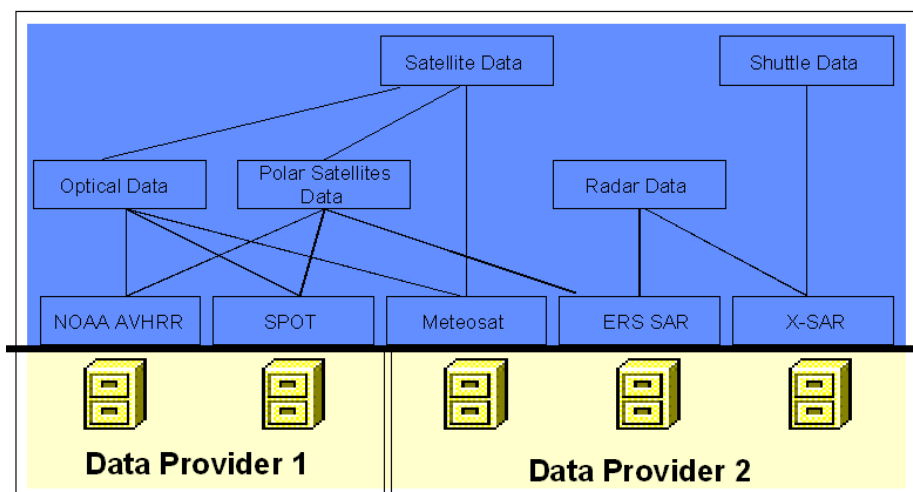 Satellite Data
Shuttle Data
Optical Data
Polar Satellites
Data
Radar Data
NOAA AVHRR
SPOT
Meteosat
ERS SAR
X-SAR
Data Provider 1
Data Provider 2